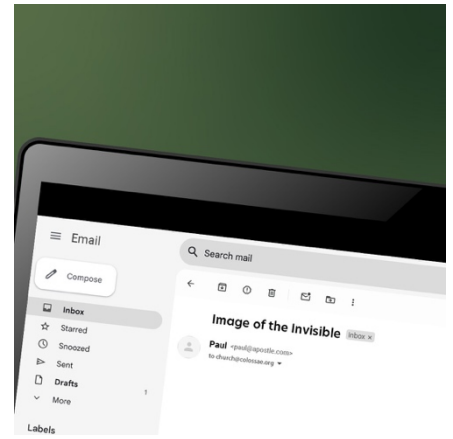 Email
Search mail
Compose
Inbox
Starred
Snoozed
Sent
Drafts 1
More
Labels
Image of the Invisible Inbox x
Paul <paul@apostle.com>
to church@colossae.org